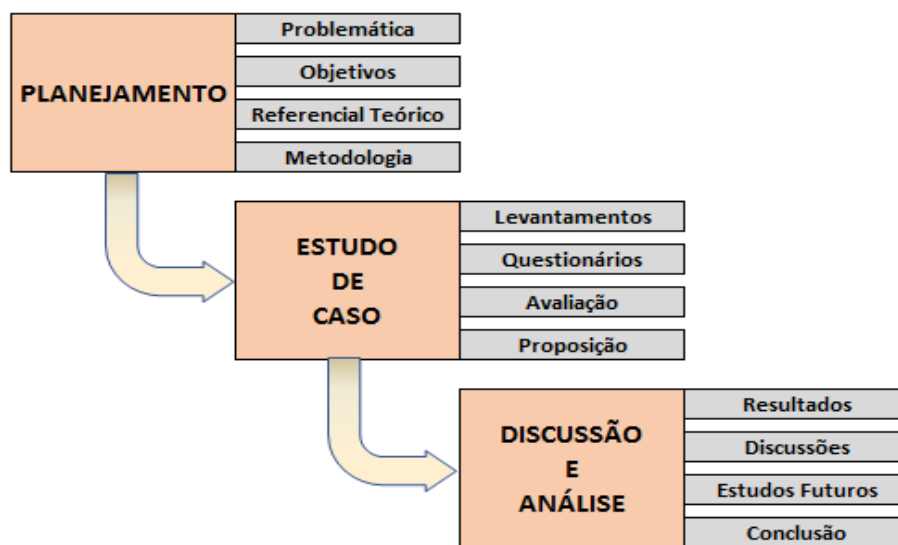 PLANEJAMENTO
Problemática
Objetivos
Referencial Teórico
Metodologia
ESTUDO
DE
CASO
Levantamentos
Questionários
Avaliação
Proposição
DISCUSSÃO
E
ANÁLISE
Resultados
Discussões
Estudos Futuros
Conclusão